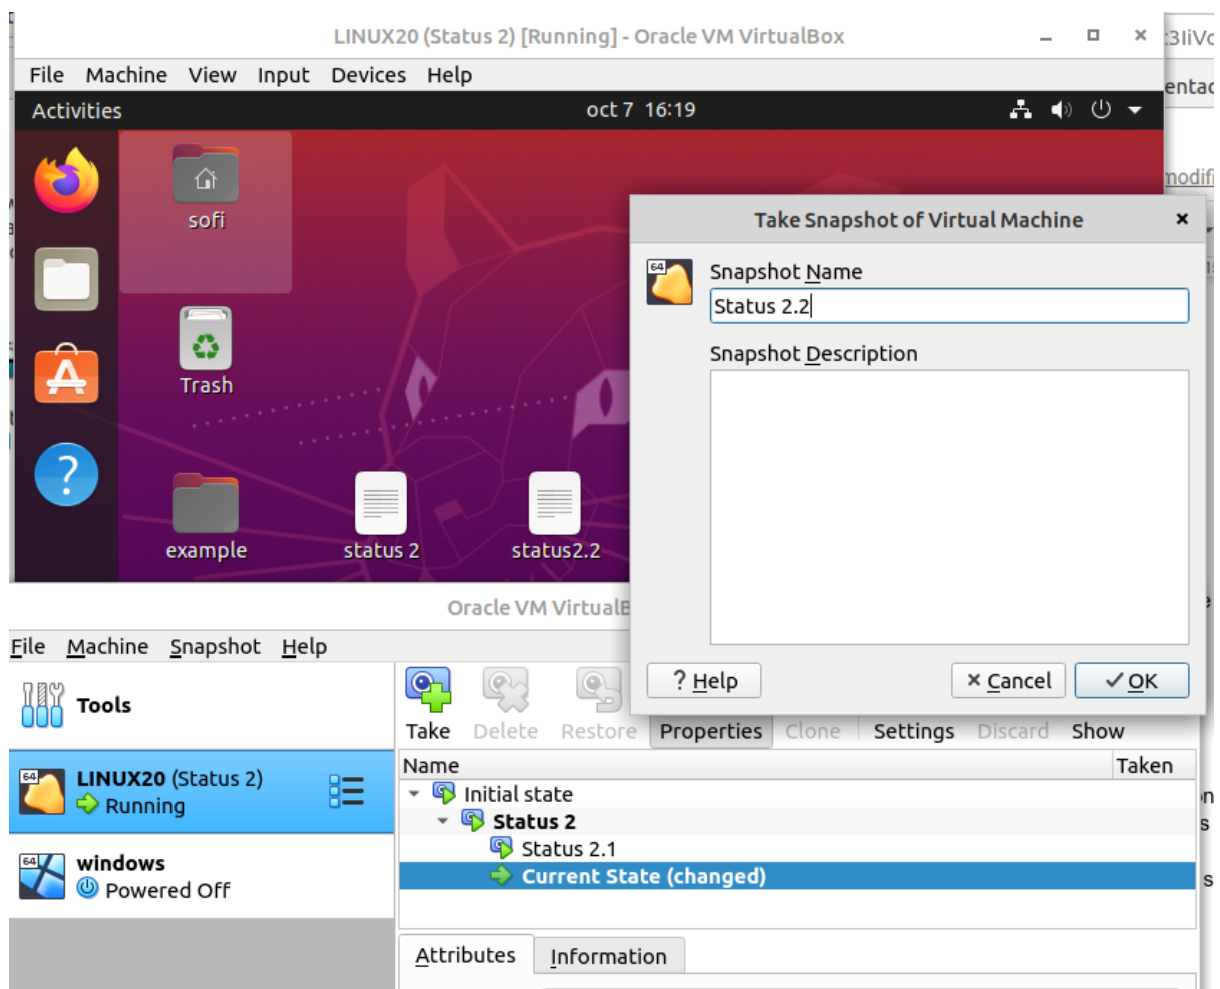 LINUX20 (Status 2) [Running] - Oracle VM VirtualBox
File Machine View Input Devices Help
Activities
oct 7 16:19
sofi
Trash
example
status 2
status2.2
Take Snapshot of Virtual Machine
64
Snapshot Name
Status 2.2
Snapshot Description
? Help
Cancel
OK
Oracle VM VirtualB
File Machine Snapshot Help
Tools
Take Delete Restore Properties Clone Settings Discard Show
64
LINUX20 (Status 2)
Running
64
windows
Powered Off
Name Taken
Initial state
Status 2
Status 2.1
Current State (changed)
Attributes Information